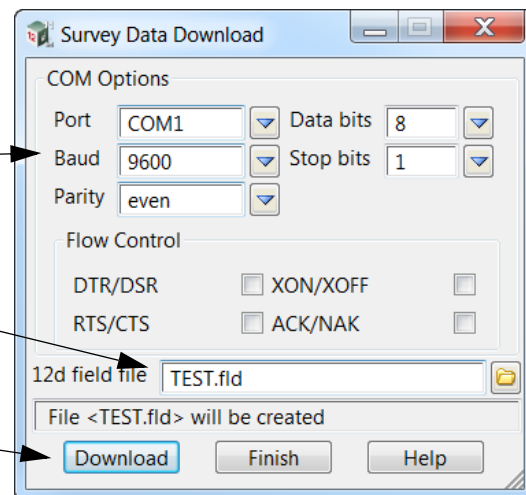 Survey Data Download
COM Options
Port COM1 Data bits 8
Baud 9600 Stop bits 1
Parity even
Flow Control
DTR/DSR XON/XOFF
RTS/CTS ACK/NAK
12d field file TEST.fld
File <TEST.fld> will be created
Download Finish Help